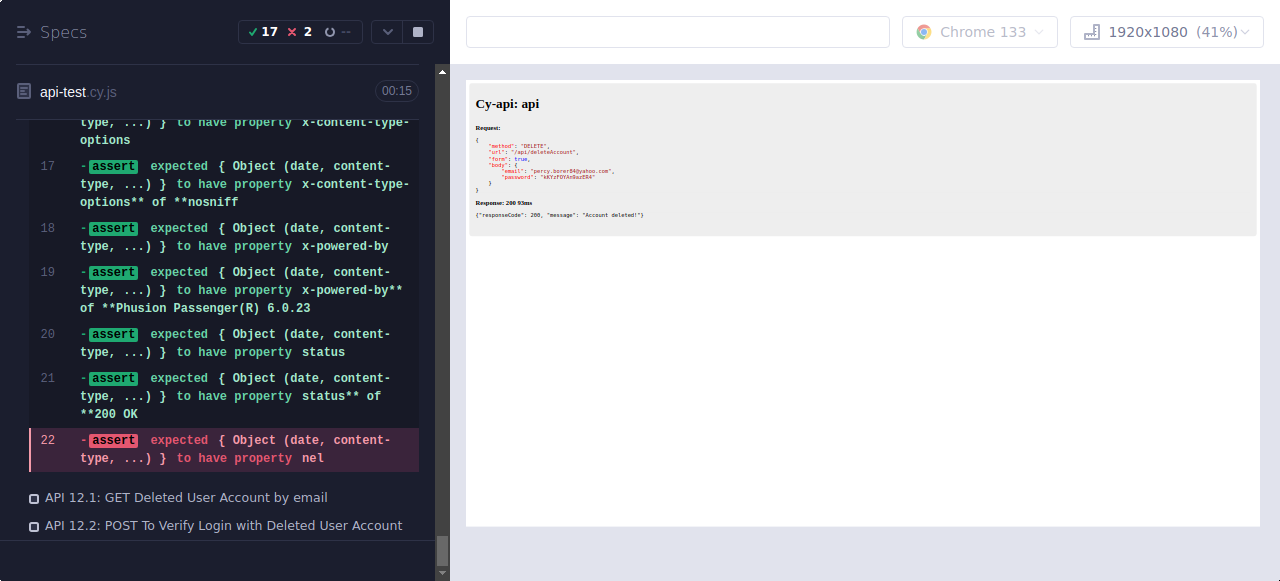 Specs
17
2
--
api-test.cy.js
00:15
type, ...) } to have property x-content-type-
options
17 -assert expected { Object (date, content-
type, ...) } to have property x-content-type-
options** of **nosniff
18 -assert expected { Object (date, content-
type, ...) } to have property x-powered-by
19 -assert expected { Object (date, content-
type, ...) } to have property x-powered-by**
of **Phusion Passenger(R) 6.0.23
20 -assert expected { Object (date, content-
type, ...) } to have property status
21 -assert expected { Object (date, content-
type, ...) } to have property status** of
**200 OK
22 -assert expected { Object (date, content-
type, ...) } to have property nel
API 12.1: GET Deleted User Account by email
API 12.2: POST To Verify Login with Deleted User Account
Chrome 133
1920x1080 (41%)
Cy-api: api
Request:
{
"method": "DELETE",
"url": "/api/deleteAccount",
"form": true,
"body": {
"email": "percy.borer84@yahoo.com",
"password":
}
}
Response: 200 93ms
{"responseCode": 200, "message": "Account deleted!"}